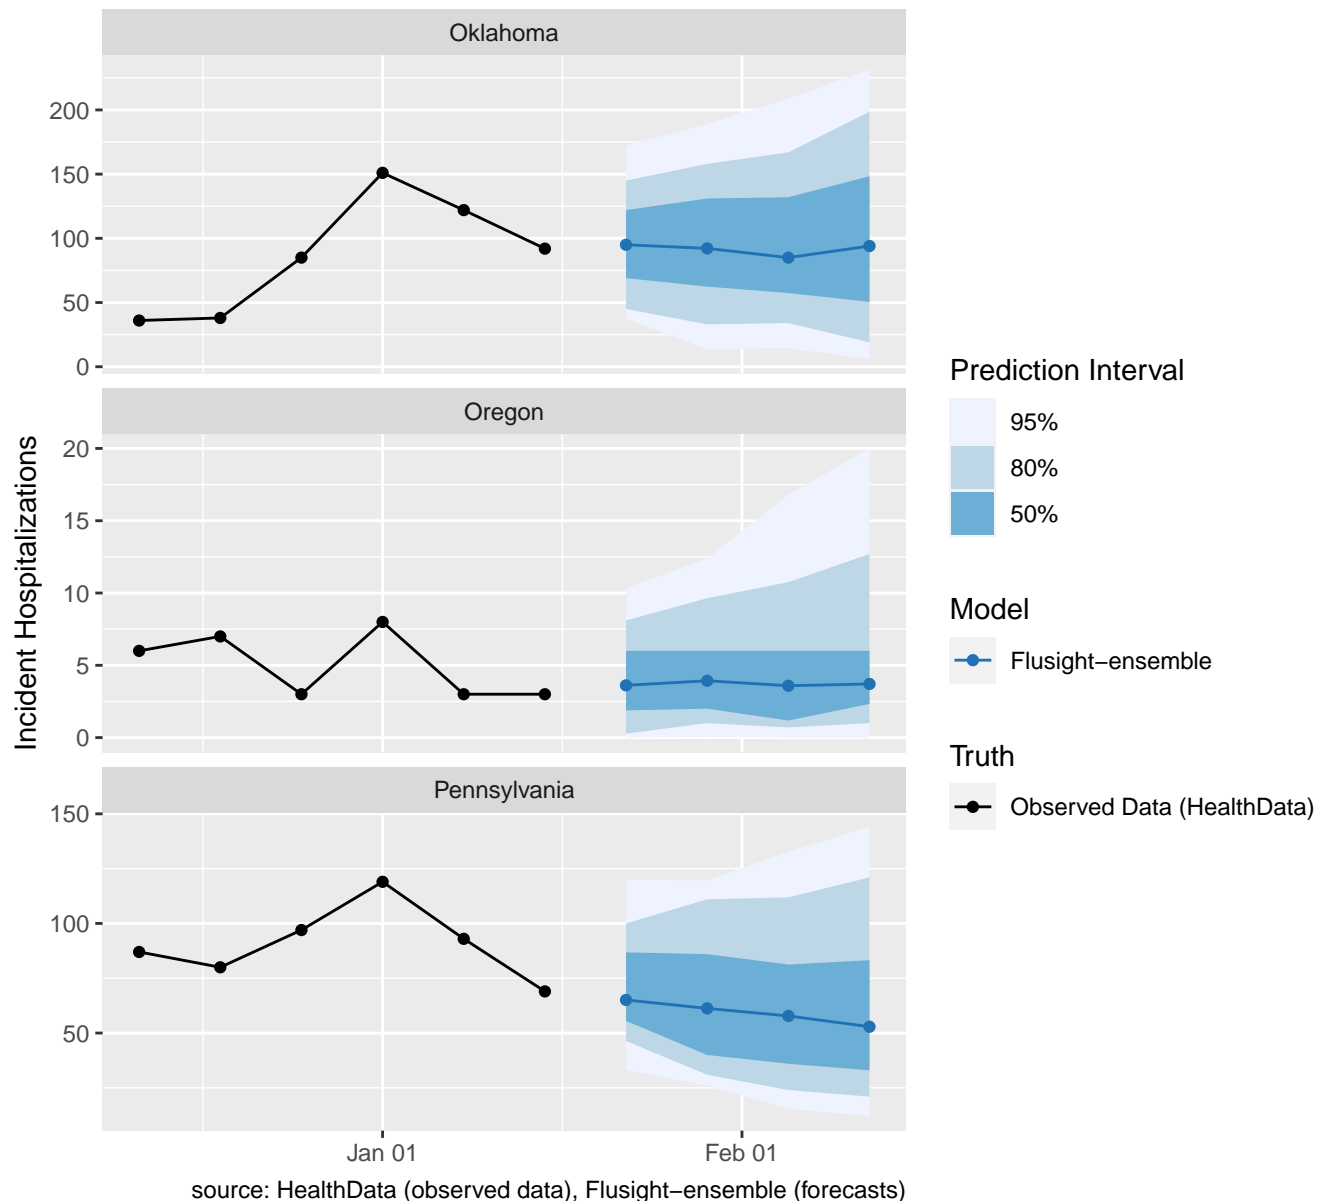 Oklahoma
200
150
100
50
0
Oregon
20
15
10
5
0
Pennsylvania
150
100
50
Jan 01
Feb 01
Incident Hospitalizations
source: HealthData (observed data), Flusight−ensemble (forecasts)
Prediction Interval
95%
80%
50%
Model
Flusight−ensemble
Truth
Observed Data (HealthData)